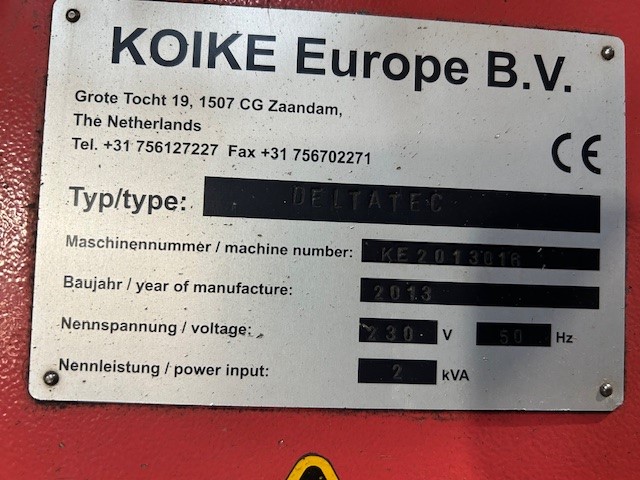 KOIKE Europe B.V.
Grote Tocht 19, 1507 CG Zaandam,
The Netherlands
Tel. +31 756127227 Fax +31 756702271
CE
Typ/type: DELTATEC
Maschinennummer / machine number: KE2013016
Baujahr / year of manufacture: 2013
Nennspannung / voltage: 230 V 50 Hz
Nennleistung / power input: 2 kVA